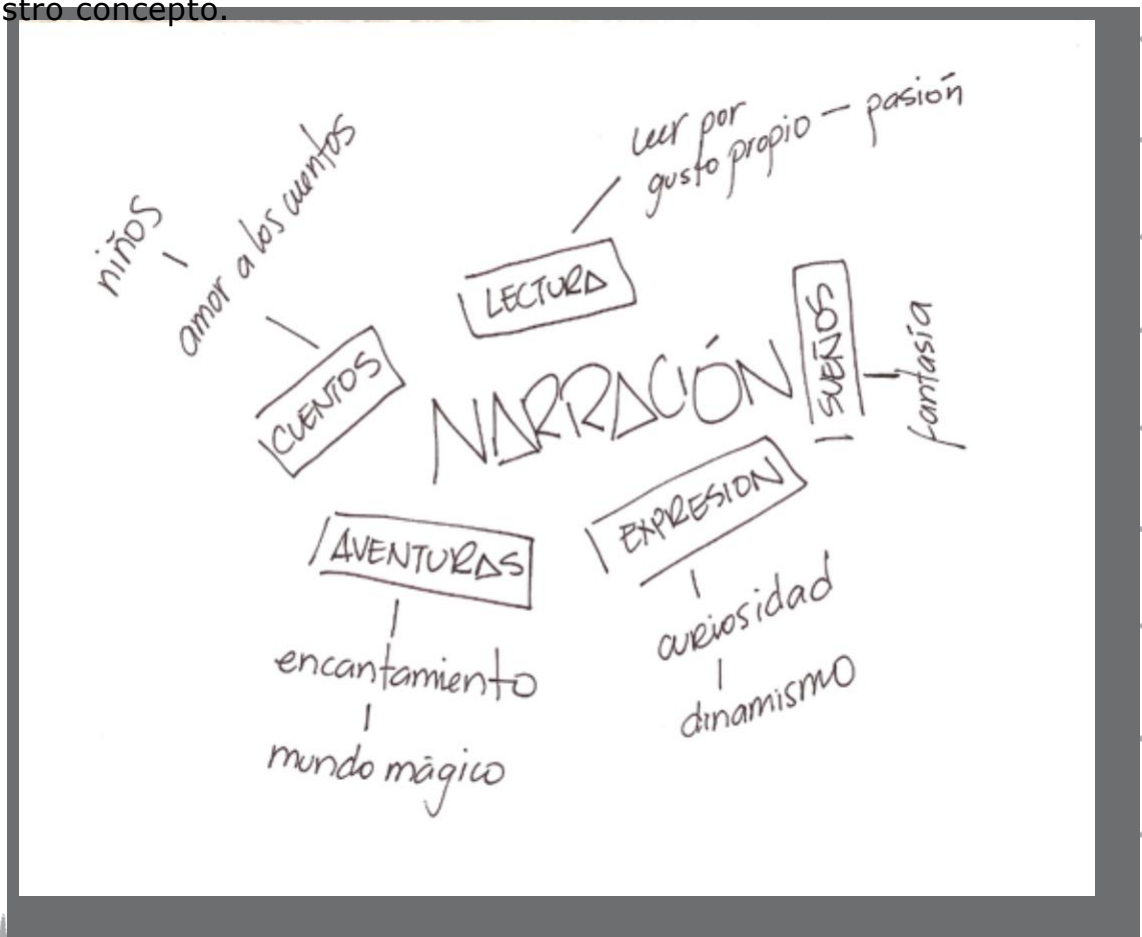 stro concepto.
leer por
gusto propio – pasión
niños
amor a los cuentos
LECTURA
SUEÑOS
fantasía
CUENTOS
NARRACIÓN
EXPRESION
AVENTURAS
curiosidad
encantamiento
dinamismo
mundo mágico